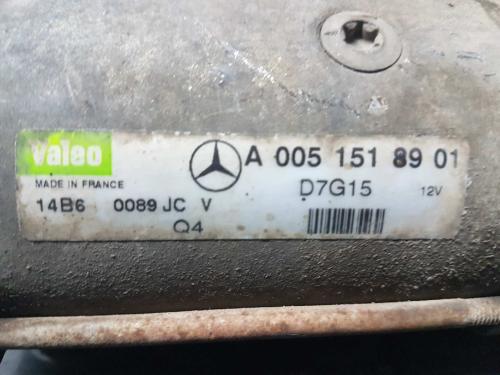 Valeo A 005 151 89 01
MADE IN FRANCE D7G15 12V
14B6 0089 JC V
Q4